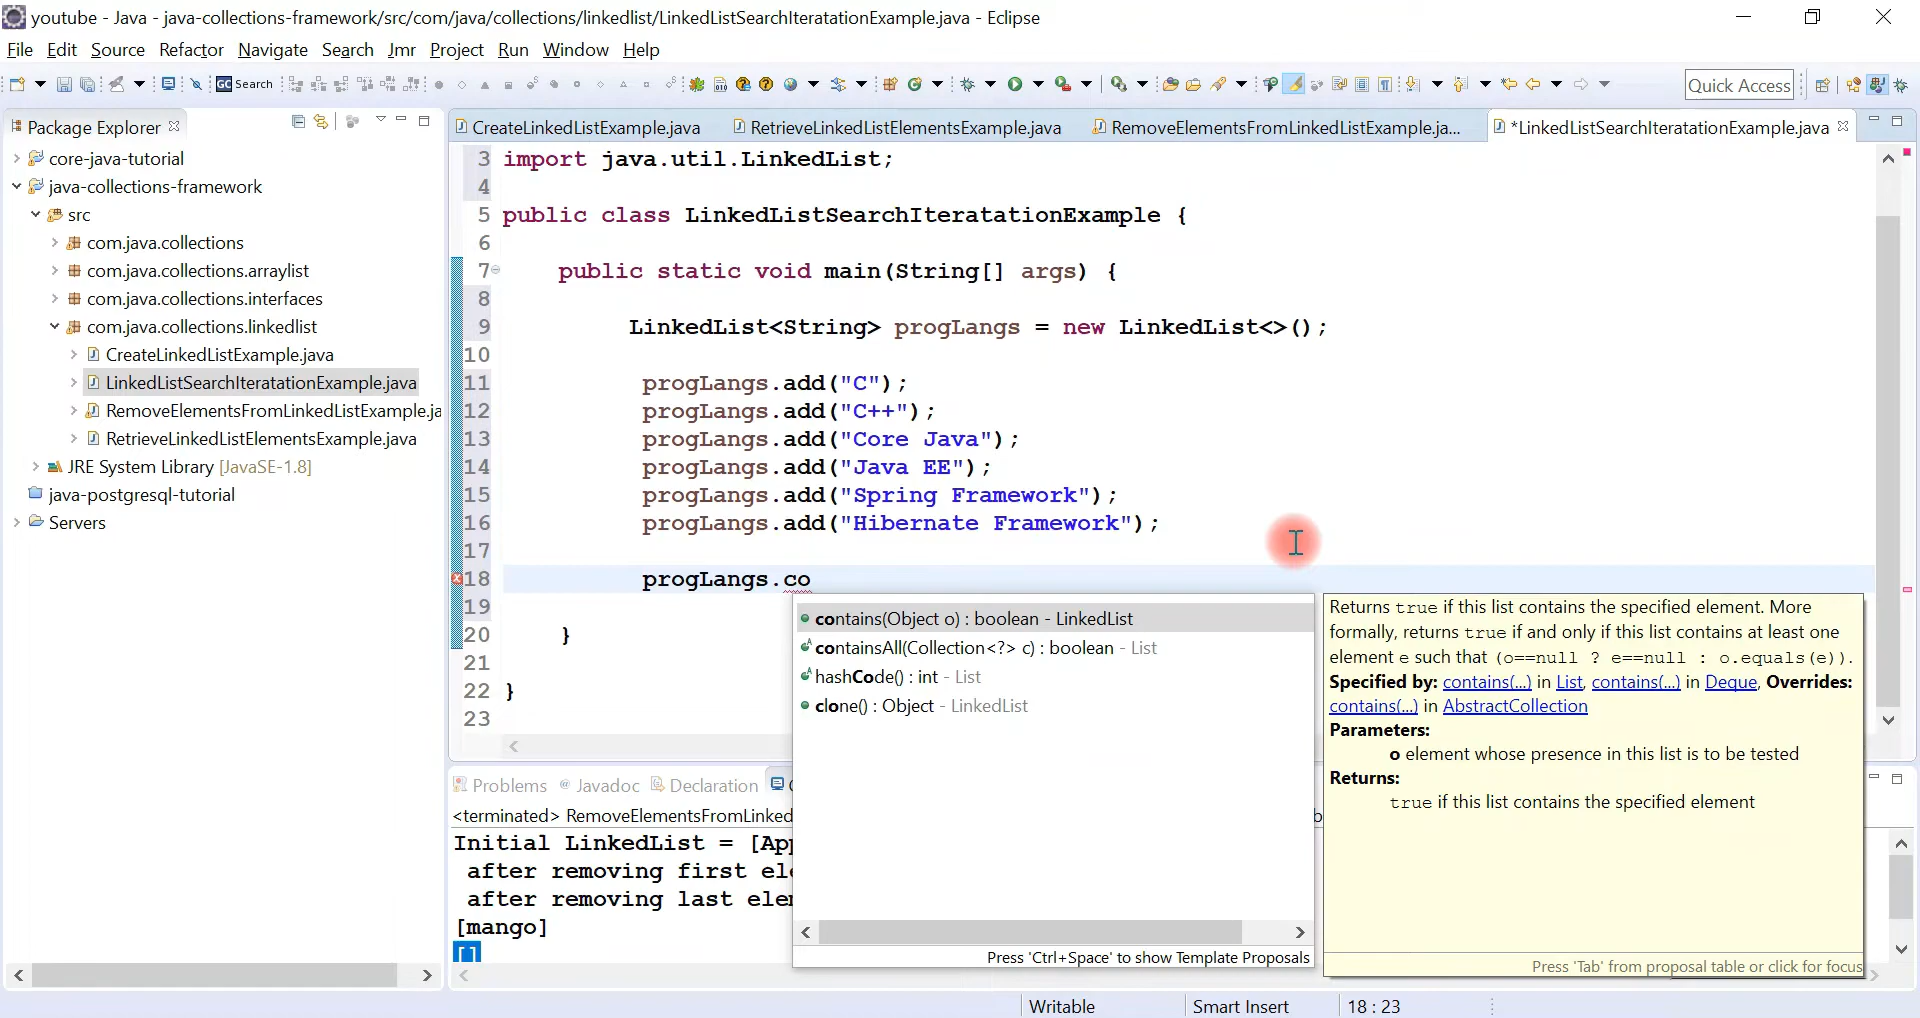 youtube - Java - java-collections-framework/src/com/java/collections/linkedlist/LinkedListSearchIteratationExample.java - Eclipse
File Edit Source Refactor Navigate Search Jmr Project Run Window Help
GC Search
Quick Access
Package Explorer
core-java-tutorial
java-collections-framework
src
com.java.collections
com.java.collections.arraylist
com.java.collections.interfaces
com.java.collections.linkedlist
CreateLinkedListExample.java
LinkedListSearchIteratationExample.java
RemoveElementsFromLinkedListExample.ja
RetrieveLinkedListElementsExample.java
JRE System Library [JavaSE-1.8]
java-postgresql-tutorial
Servers
CreateLinkedListExample.java RetrieveLinkedListElementsExample.java RemoveElementsFromLinkedListExample.ja... *LinkedListSearchIteratationExample.java
3 import java.util.LinkedList;
4
5 public class LinkedListSearchIteratationExample {
6
7 public static void main(String[] args) {
8
9 LinkedList<String> progLangs = new LinkedList<>();
10
11 progLangs.add("C");
12 progLangs.add("C++");
13 progLangs.add("Core Java");
14 progLangs.add("Java EE");
15 progLangs.add("Spring Framework");
16 progLangs.add("Hibernate Framework");
17
18 progLangs.co
19
20 }
21
22 }
23
contains(Object o) : boolean - LinkedList
containsAll(Collection<?> c) : boolean - List
hashCode() : int - List
clone() : Object - LinkedList
Press 'Ctrl+Space' to show Template Proposals
Returns true if this list contains the specified element. More
formally, returns true if and only if this list contains at least one
element e such that (o==null ? e==null : o.equals(e)).
Specified by: contains(...) in List, contains(...) in Deque, Overrides:
contains(...) in AbstractCollection
Parameters:
o element whose presence in this list is to be tested
Returns:
true if this list contains the specified element
Press 'Tab' from proposal table or click for focus
Problems Javadoc Declaration
<terminated> RemoveElementsFromLinked
Initial LinkedList = [App
after removing first ele
after removing last elem
[mango]
[]
Writable Smart Insert 18 : 23